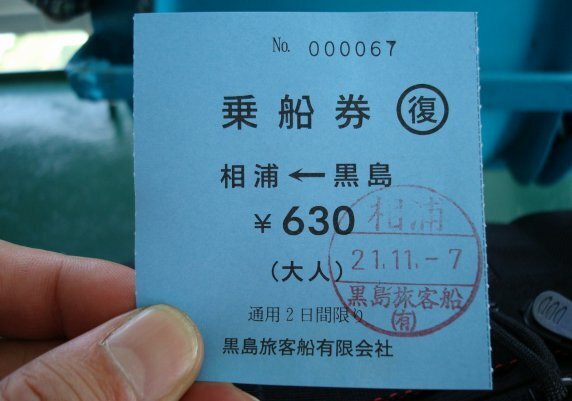 No. 000067
乗船券 ㊝復
相浦←黒島
¥630
(大人)
通用2日間限り
黒島旅客船有限会社
相浦
21.11.-7
黒島旅客船
(有)